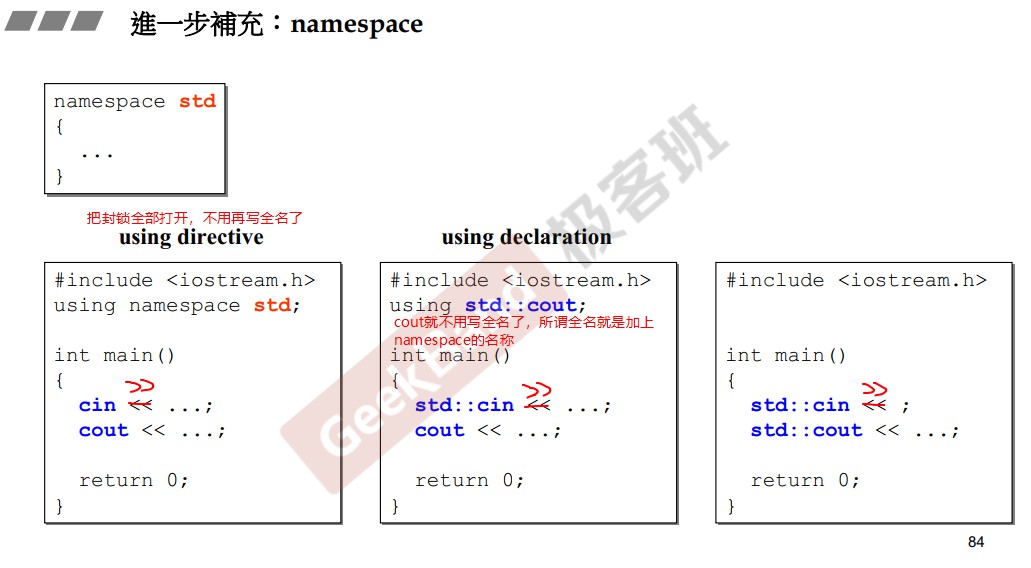 進一步補充：namespace
namespace std
{
...
}
把封锁全部打开，不用再写全名了
using directive
#include <iostream.h>
using namespace std;
int main()
{
>>
cin << ...;
cout << ...;
return 0;
}
using declaration
#include <iostream.h>
using std::cout;
cout就不用写全名了，所谓全名就是加上
namespace的名称
int main()
{
>>
std::cin << ...;
cout << ...;
return 0;
}
#include <iostream.h>
int main()
{
>>
std::cin << ;
std::cout << ...;
return 0;
}
GeekBand 极客班
84